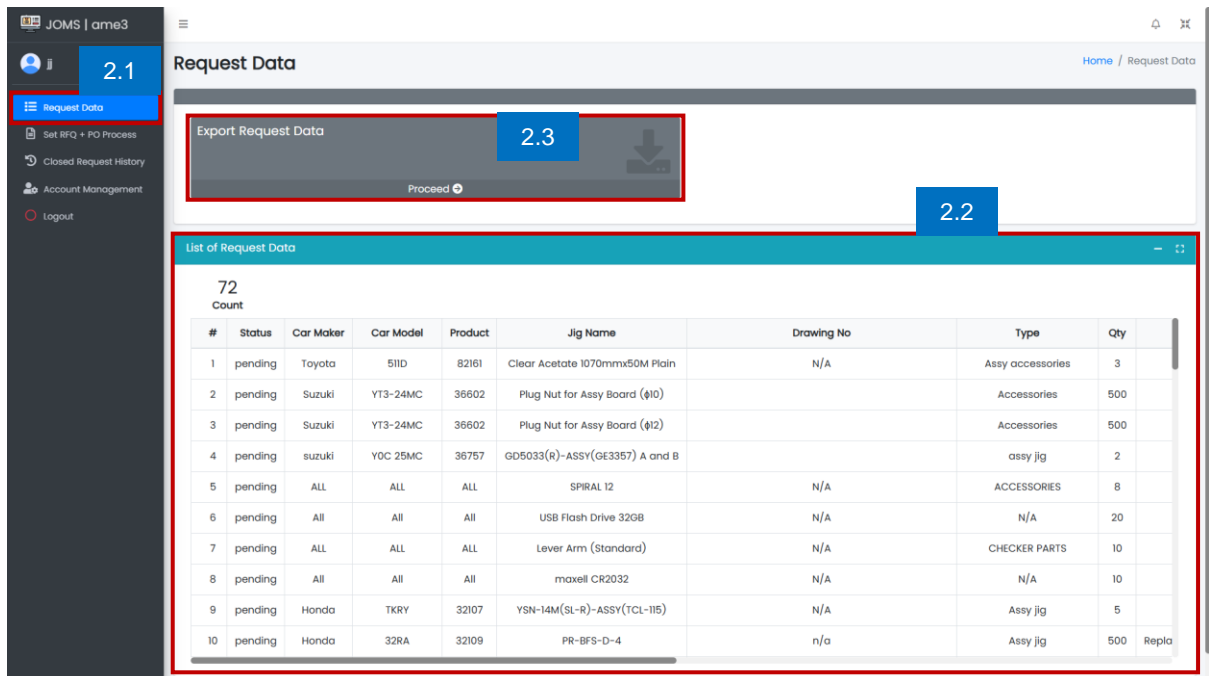 JOMS | ame3
jj
2.1
Request Data
Set RFQ + PO Process
Closed Request History
Account Management
Logout
Request Data
Home / Request Data
Export Request Data
2.3
Proceed
2.2
List of Request Data
72
Count
# Status Car Maker Car Model Product Jig Name Drawing No Type Qty
1 pending Toyota 511D 82161 Clear Acetate 1070mmx50M Plain N/A Assy accessories 3
2 pending Suzuki YT3-24MC 36602 Plug Nut for Assy Board (ϕ10) Accessories 500
3 pending Suzuki YT3-24MC 36602 Plug Nut for Assy Board (ϕ12) Accessories 500
4 pending suzuki Y0C 25MC 36757 GD5033(R)-ASSY(GE3357) A and B assy jig 2
5 pending ALL ALL ALL SPIRAL 12 N/A ACCESSORIES 8
6 pending All All All USB Flash Drive 32GB N/A N/A 20
7 pending ALL ALL ALL Lever Arm (Standard) N/A CHECKER PARTS 10
8 pending All All All maxell CR2032 N/A N/A 10
9 pending Honda TKRY 32107 YSN-14M(SL-R)-ASSY(TCL-115) N/A Assy jig 5
10 pending Honda 32RA 32109 PR-BFS-D-4 n/a Assy jig 500 Repla